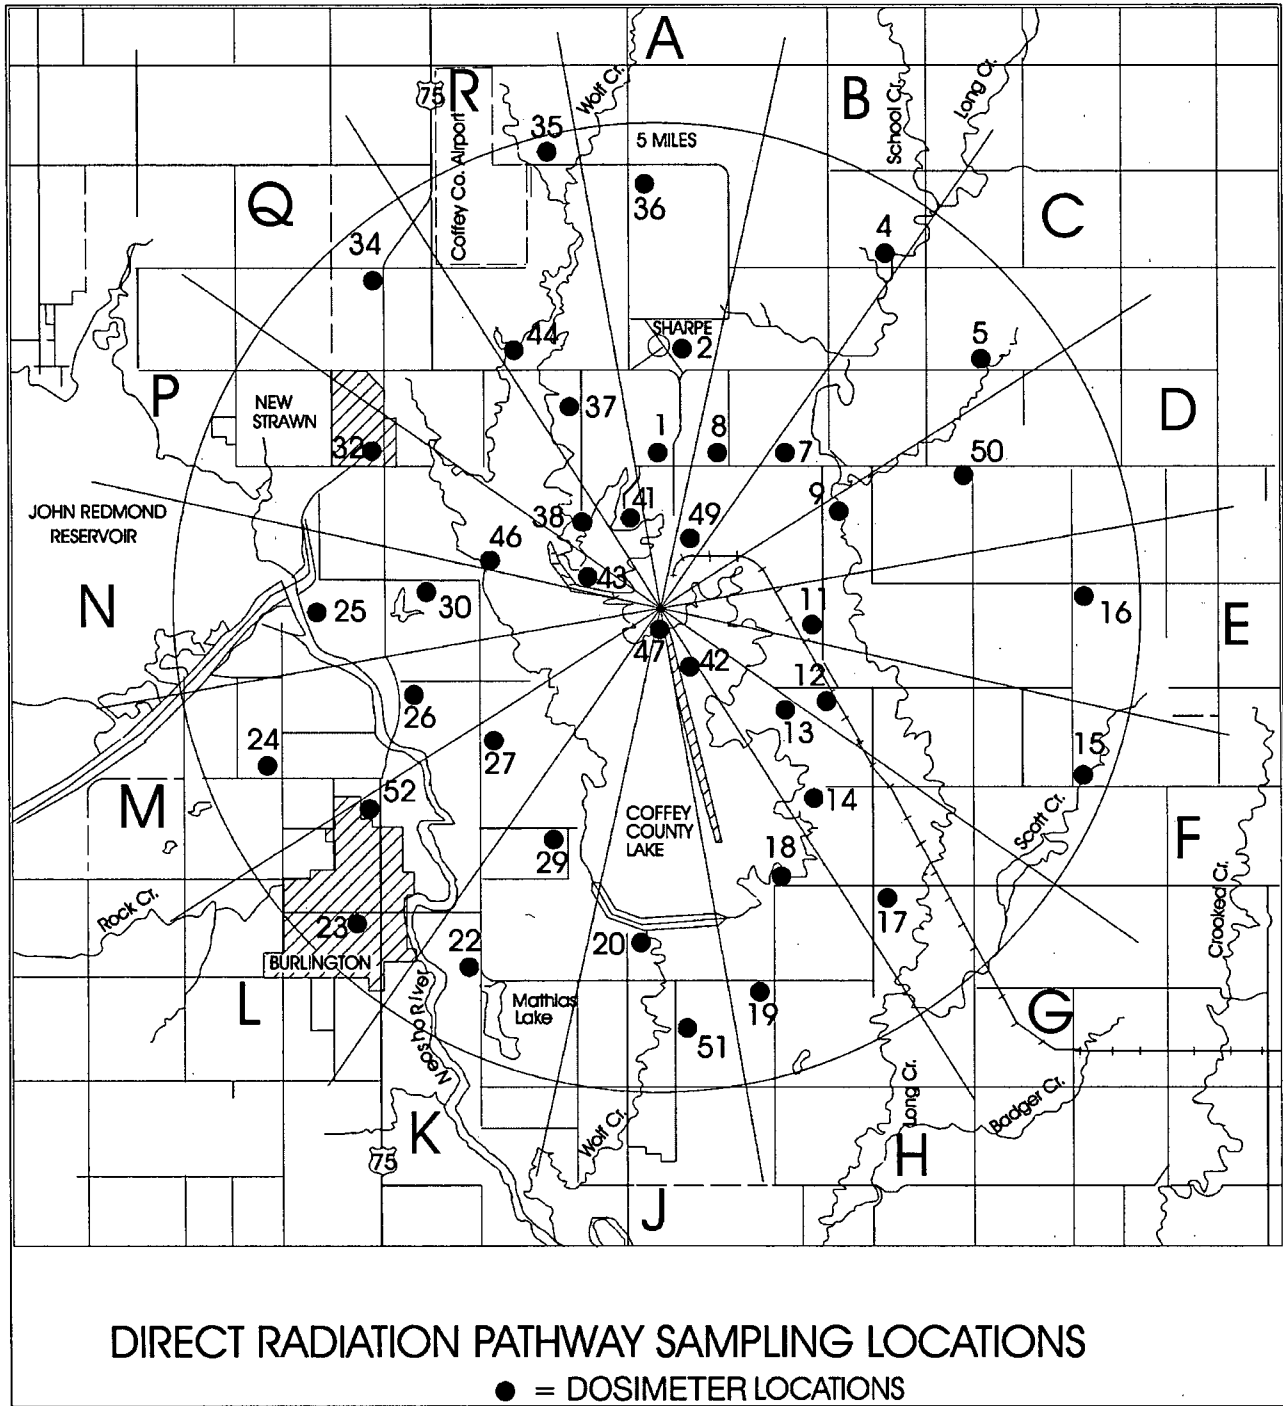 A
R
75
Wolf Cr.
B
School Cr.
Long Cr.
35
5 MILES
Coffey Co. Airport
36
Q
C
34
4
44
SHARPE
2
5
P
NEW
STRAWN
37
D
32
1
8
7
50
JOHN REDMOND
RESERVOIR
38
41
49
9
46
43
N
25
30
11
16
E
47
42
12
26
13
24
27
15
M
52
14
COFFEY
COUNTY
LAKE
Scott Cr.
F
29
18
Rock Cr.
17
Crooked Cr.
23
22
20
BURLINGTON
L
Neosho River
Mathias
Lake
19
G
51
Long Cr.
Badger Cr.
K
75
Wolf Cr.
H
J
DIRECT RADIATION PATHWAY SAMPLING LOCATIONS
= DOSIMETER LOCATIONS